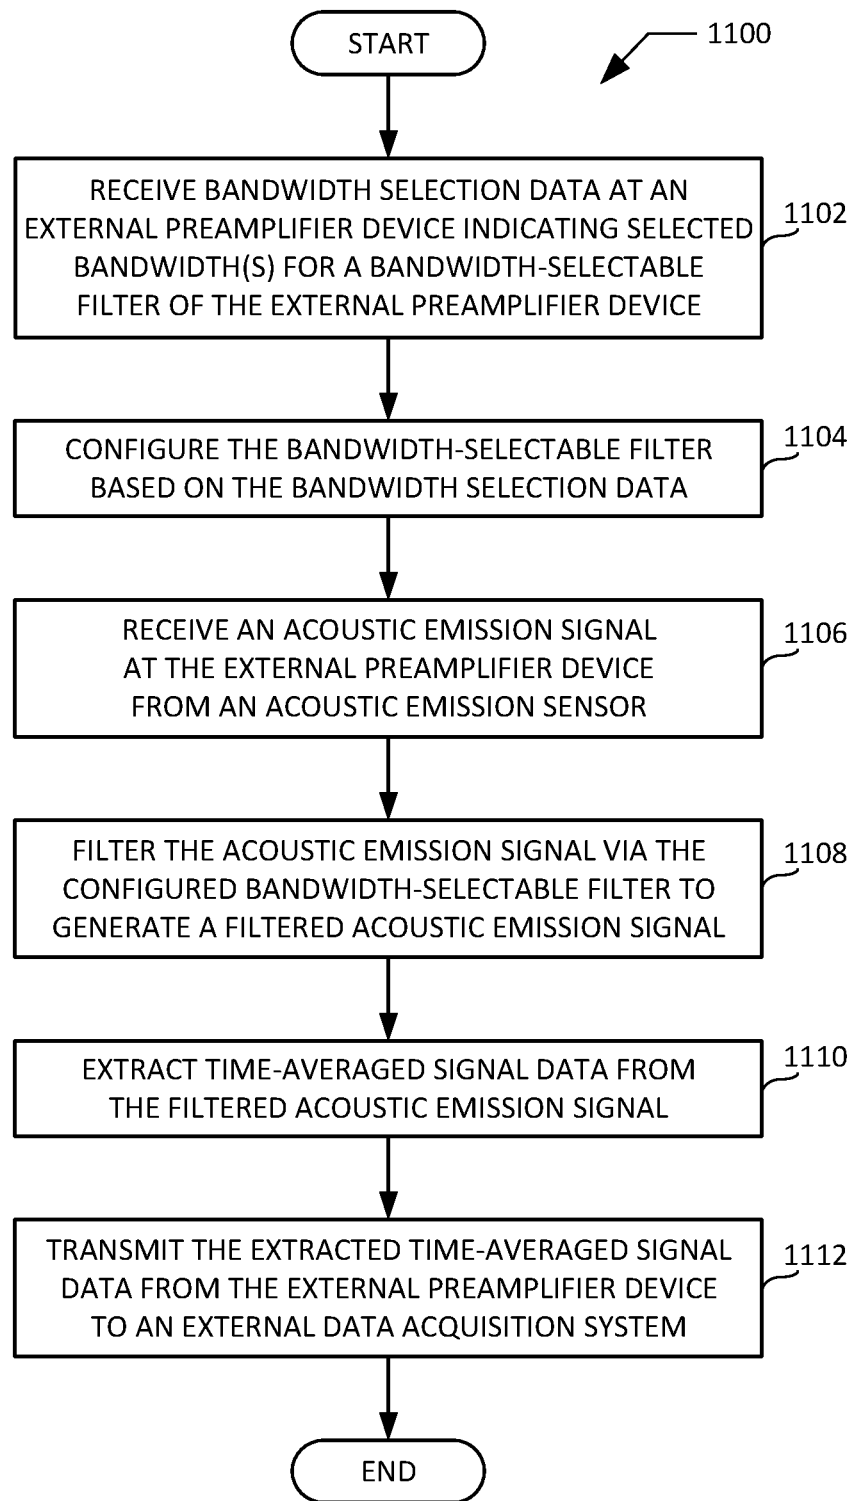 START
1100
RECEIVE BANDWIDTH SELECTION DATA AT AN
EXTERNAL PREAMPLIFIER DEVICE INDICATING SELECTED
BANDWIDTH(S) FOR A BANDWIDTH-SELECTABLE
FILTER OF THE EXTERNAL PREAMPLIFIER DEVICE
1102
CONFIGURE THE BANDWIDTH-SELECTABLE FILTER
BASED ON THE BANDWIDTH SELECTION DATA
1104
RECEIVE AN ACOUSTIC EMISSION SIGNAL
AT THE EXTERNAL PREAMPLIFIER DEVICE
FROM AN ACOUSTIC EMISSION SENSOR
1106
FILTER THE ACOUSTIC EMISSION SIGNAL VIA THE
CONFIGURED BANDWIDTH-SELECTABLE FILTER TO
GENERATE A FILTERED ACOUSTIC EMISSION SIGNAL
1108
EXTRACT TIME-AVERAGED SIGNAL DATA FROM
THE FILTERED ACOUSTIC EMISSION SIGNAL
1110
TRANSMIT THE EXTRACTED TIME-AVERAGED SIGNAL
DATA FROM THE EXTERNAL PREAMPLIFIER DEVICE
TO AN EXTERNAL DATA ACQUISITION SYSTEM
1112
END